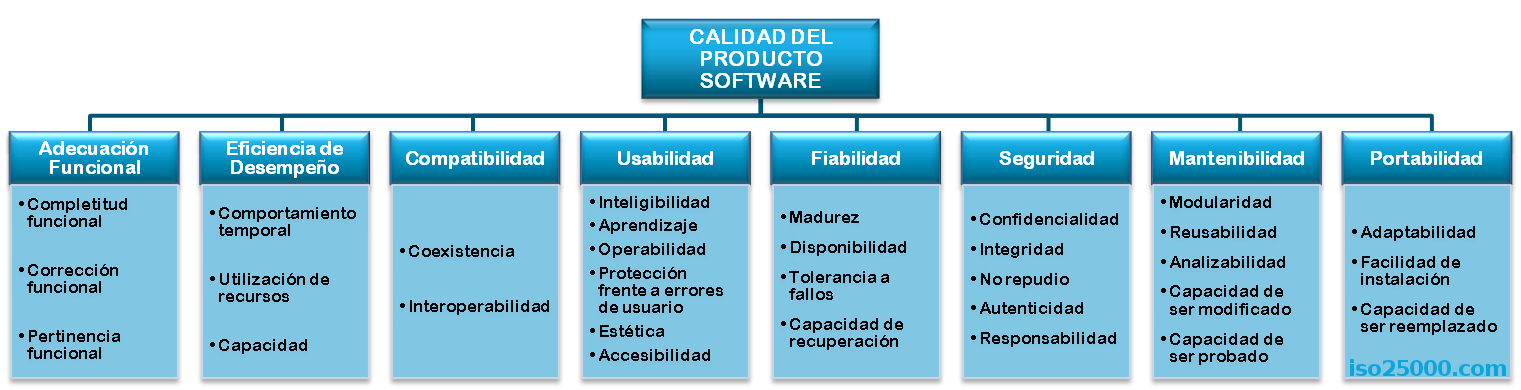 CALIDAD DEL
PRODUCTO
SOFTWARE
Adecuación
Funcional
• Completitud
funcional
• Corrección
funcional
• Pertinencia
funcional
Eficiencia de
Desempeño
• Comportamiento
temporal
• Utilización de
recursos
• Capacidad
Compatibilidad
• Coexistencia
• Interoperabilidad
Usabilidad
• Inteligibilidad
• Aprendizaje
• Operabilidad
• Protección
frente a errores
de usuario
• Estética
• Accesibilidad
Fiabilidad
• Madurez
• Disponibilidad
• Tolerancia a
fallos
• Capacidad de
recuperación
Seguridad
• Confidencialidad
• Integridad
• No repudio
• Autenticidad
• Responsabilidad
Mantenibilidad
• Modularidad
• Reusabilidad
• Analizabilidad
• Capacidad de
ser modificado
• Capacidad de
ser probado
Portabilidad
• Adaptabilidad
• Facilidad de
instalación
• Capacidad de
ser reemplazado
iso25000.com